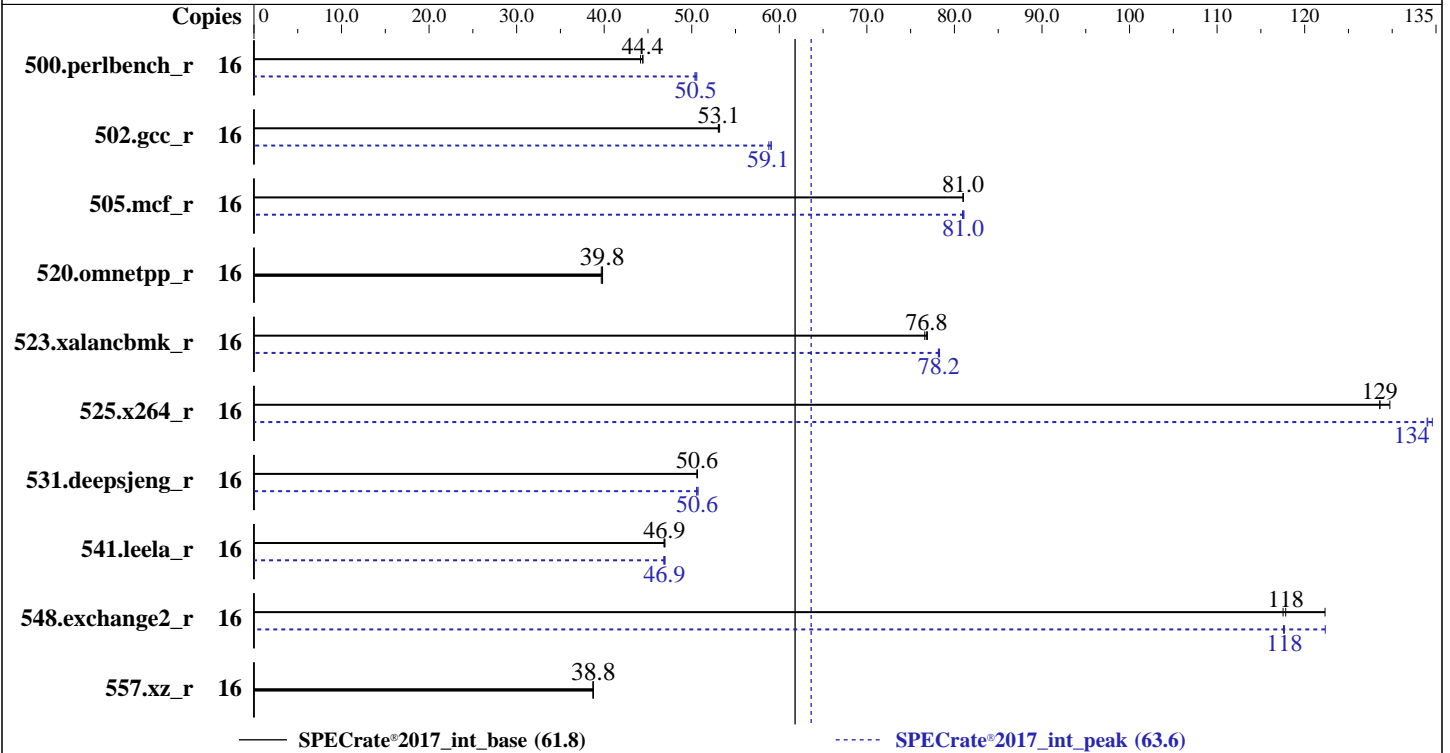 Copies 0 10.0 20.0 30.0 40.0 50.0 60.0 70.0 80.0 90.0 100 110 120 135
500.perlbench_r 16 44.4
50.5
502.gcc_r 16 53.1
59.1
505.mcf_r 16 81.0
81.0
520.omnetpp_r 16 39.8
523.xalancbmk_r 16 76.8
78.2
525.x264_r 16 129
134
531.deepsjeng_r 16 50.6
50.6
541.leela_r 16 46.9
46.9
548.exchange2_r 16 118
118
557.xz_r 16 38.8
SPECrate®2017_int_base (61.8) SPECrate®2017_int_peak (63.6)